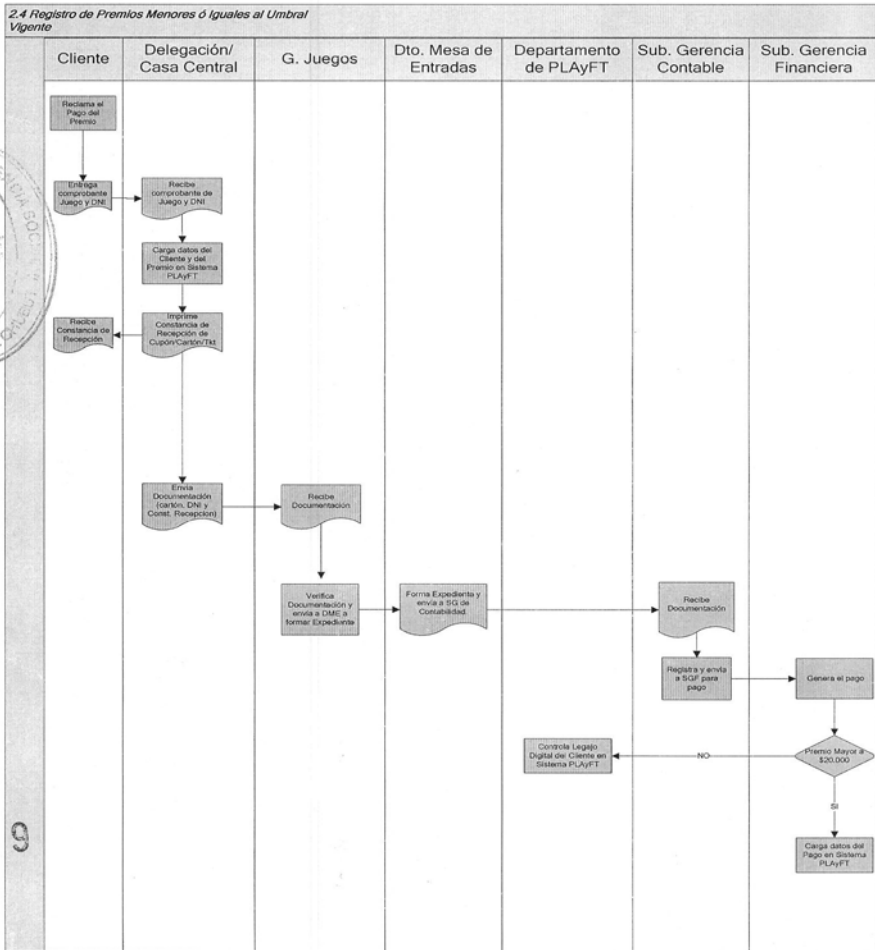 2.4 Registro de Premios Menores ó Iguales al Umbral
Vigente
Cliente
Delegación/
Casa Central
G. Juegos
Dto. Mesa de
Entradas
Departamento
de PLAyFT
Sub. Gerencia
Contable
Sub. Gerencia
Financiera
Reclama el
Pago del
Premio
Entrega
comprobante
Juego y DNI
Recibe
comprobante de
Juego y DNI
Carga datos del
Cliente y del
Premio en Sistema
PLAyFT
Imprime
Constancia de
Recepción de
Cupón/Cartón/Tkt
Recibe
Constancia de
Recepción
Envia
Documentación
(cartón, DNI y
Const. Recepcion)
Recibe
Documentación
Verifica
Documentación y
envia a DME a
formar Expediente
Forma Expediente y
envia a SG de
Contabilidad.
Recibe
Documentación
Registra y envia
a SGF para
pago
Genera el pago
Premio Mayor a
$20.000
NO
Controla Legajo
Digital del Cliente en
Sistema PLAyFT
SI
Carga datos del
Pago en Sistema
PLAyFT
9